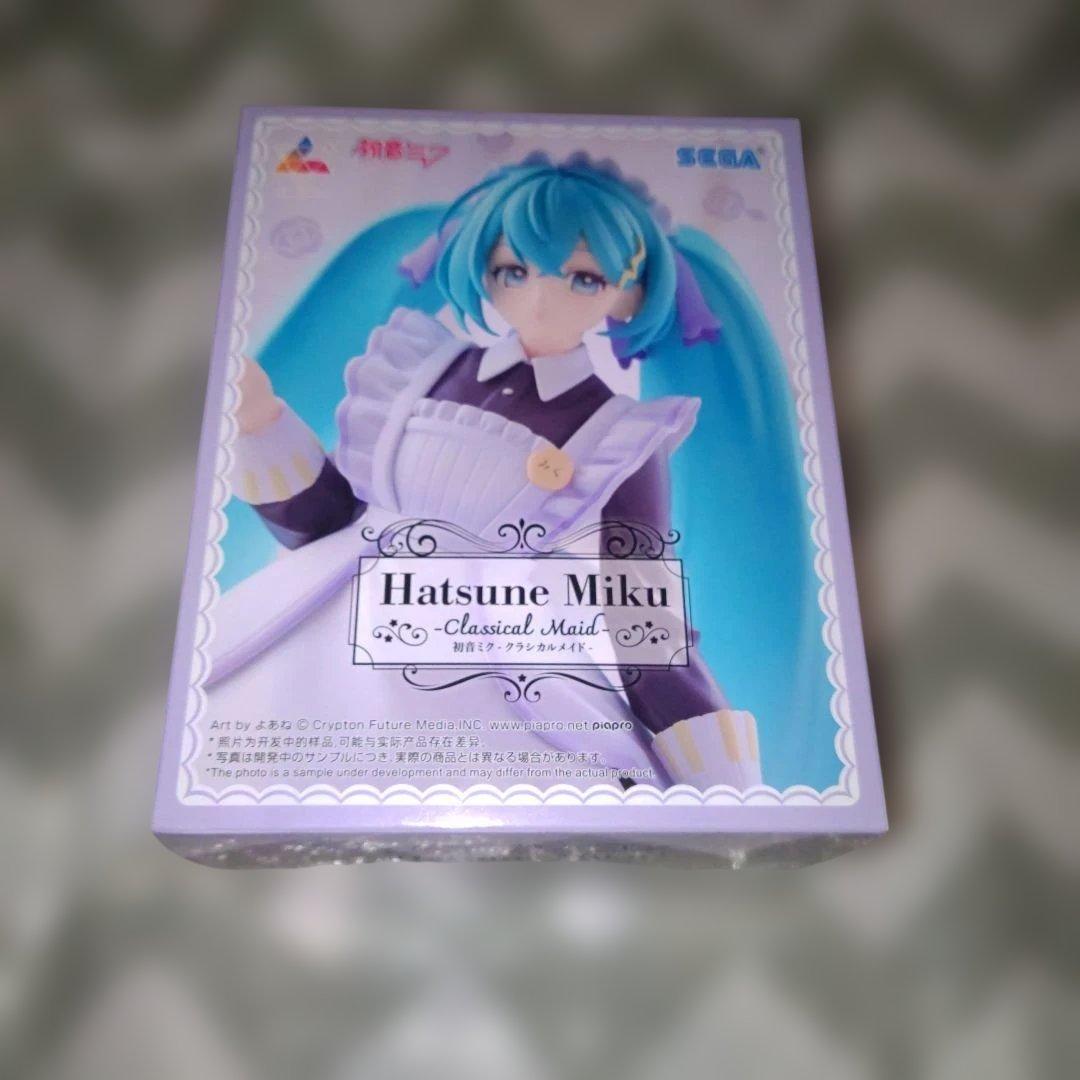 初音ミク
SEGA
みく
Hatsune Miku
-Classical Maid-
初音ミク - クラシカルメイド -
Art by よあね © Crypton Future Media,INC. www.piapro.net piapro
* 照片为开发中的样品,可能与实际产品存在差异。
* 写真は開発中のサンプルにつき、実際の商品とは異なる場合があります。
*The photo is a sample under development and may differ from the actual product.